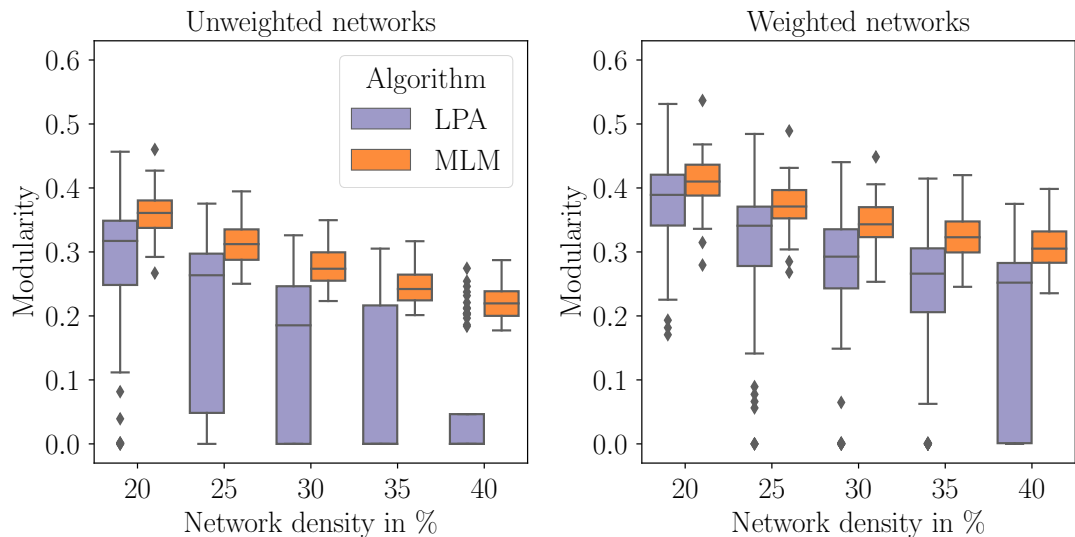 Unweighted networks
Modularity
0.6
0.5
0.4
0.3
0.2
0.1
0.0
Algorithm
LPA
MLM
20 25 30 35 40
Network density in %
Weighted networks
Modularity
0.6
0.5
0.4
0.3
0.2
0.1
0.0
20 25 30 35 40
Network density in %